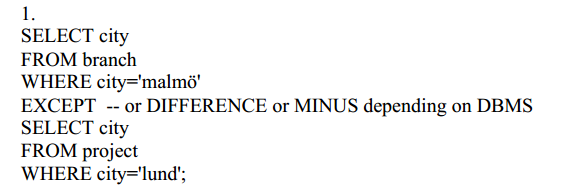 1.
SELECT city
FROM branch
WHERE city='malmö'
EXCEPT -- or DIFFERENCE or MINUS depending on DBMS
SELECT city
FROM project
WHERE city='lund';